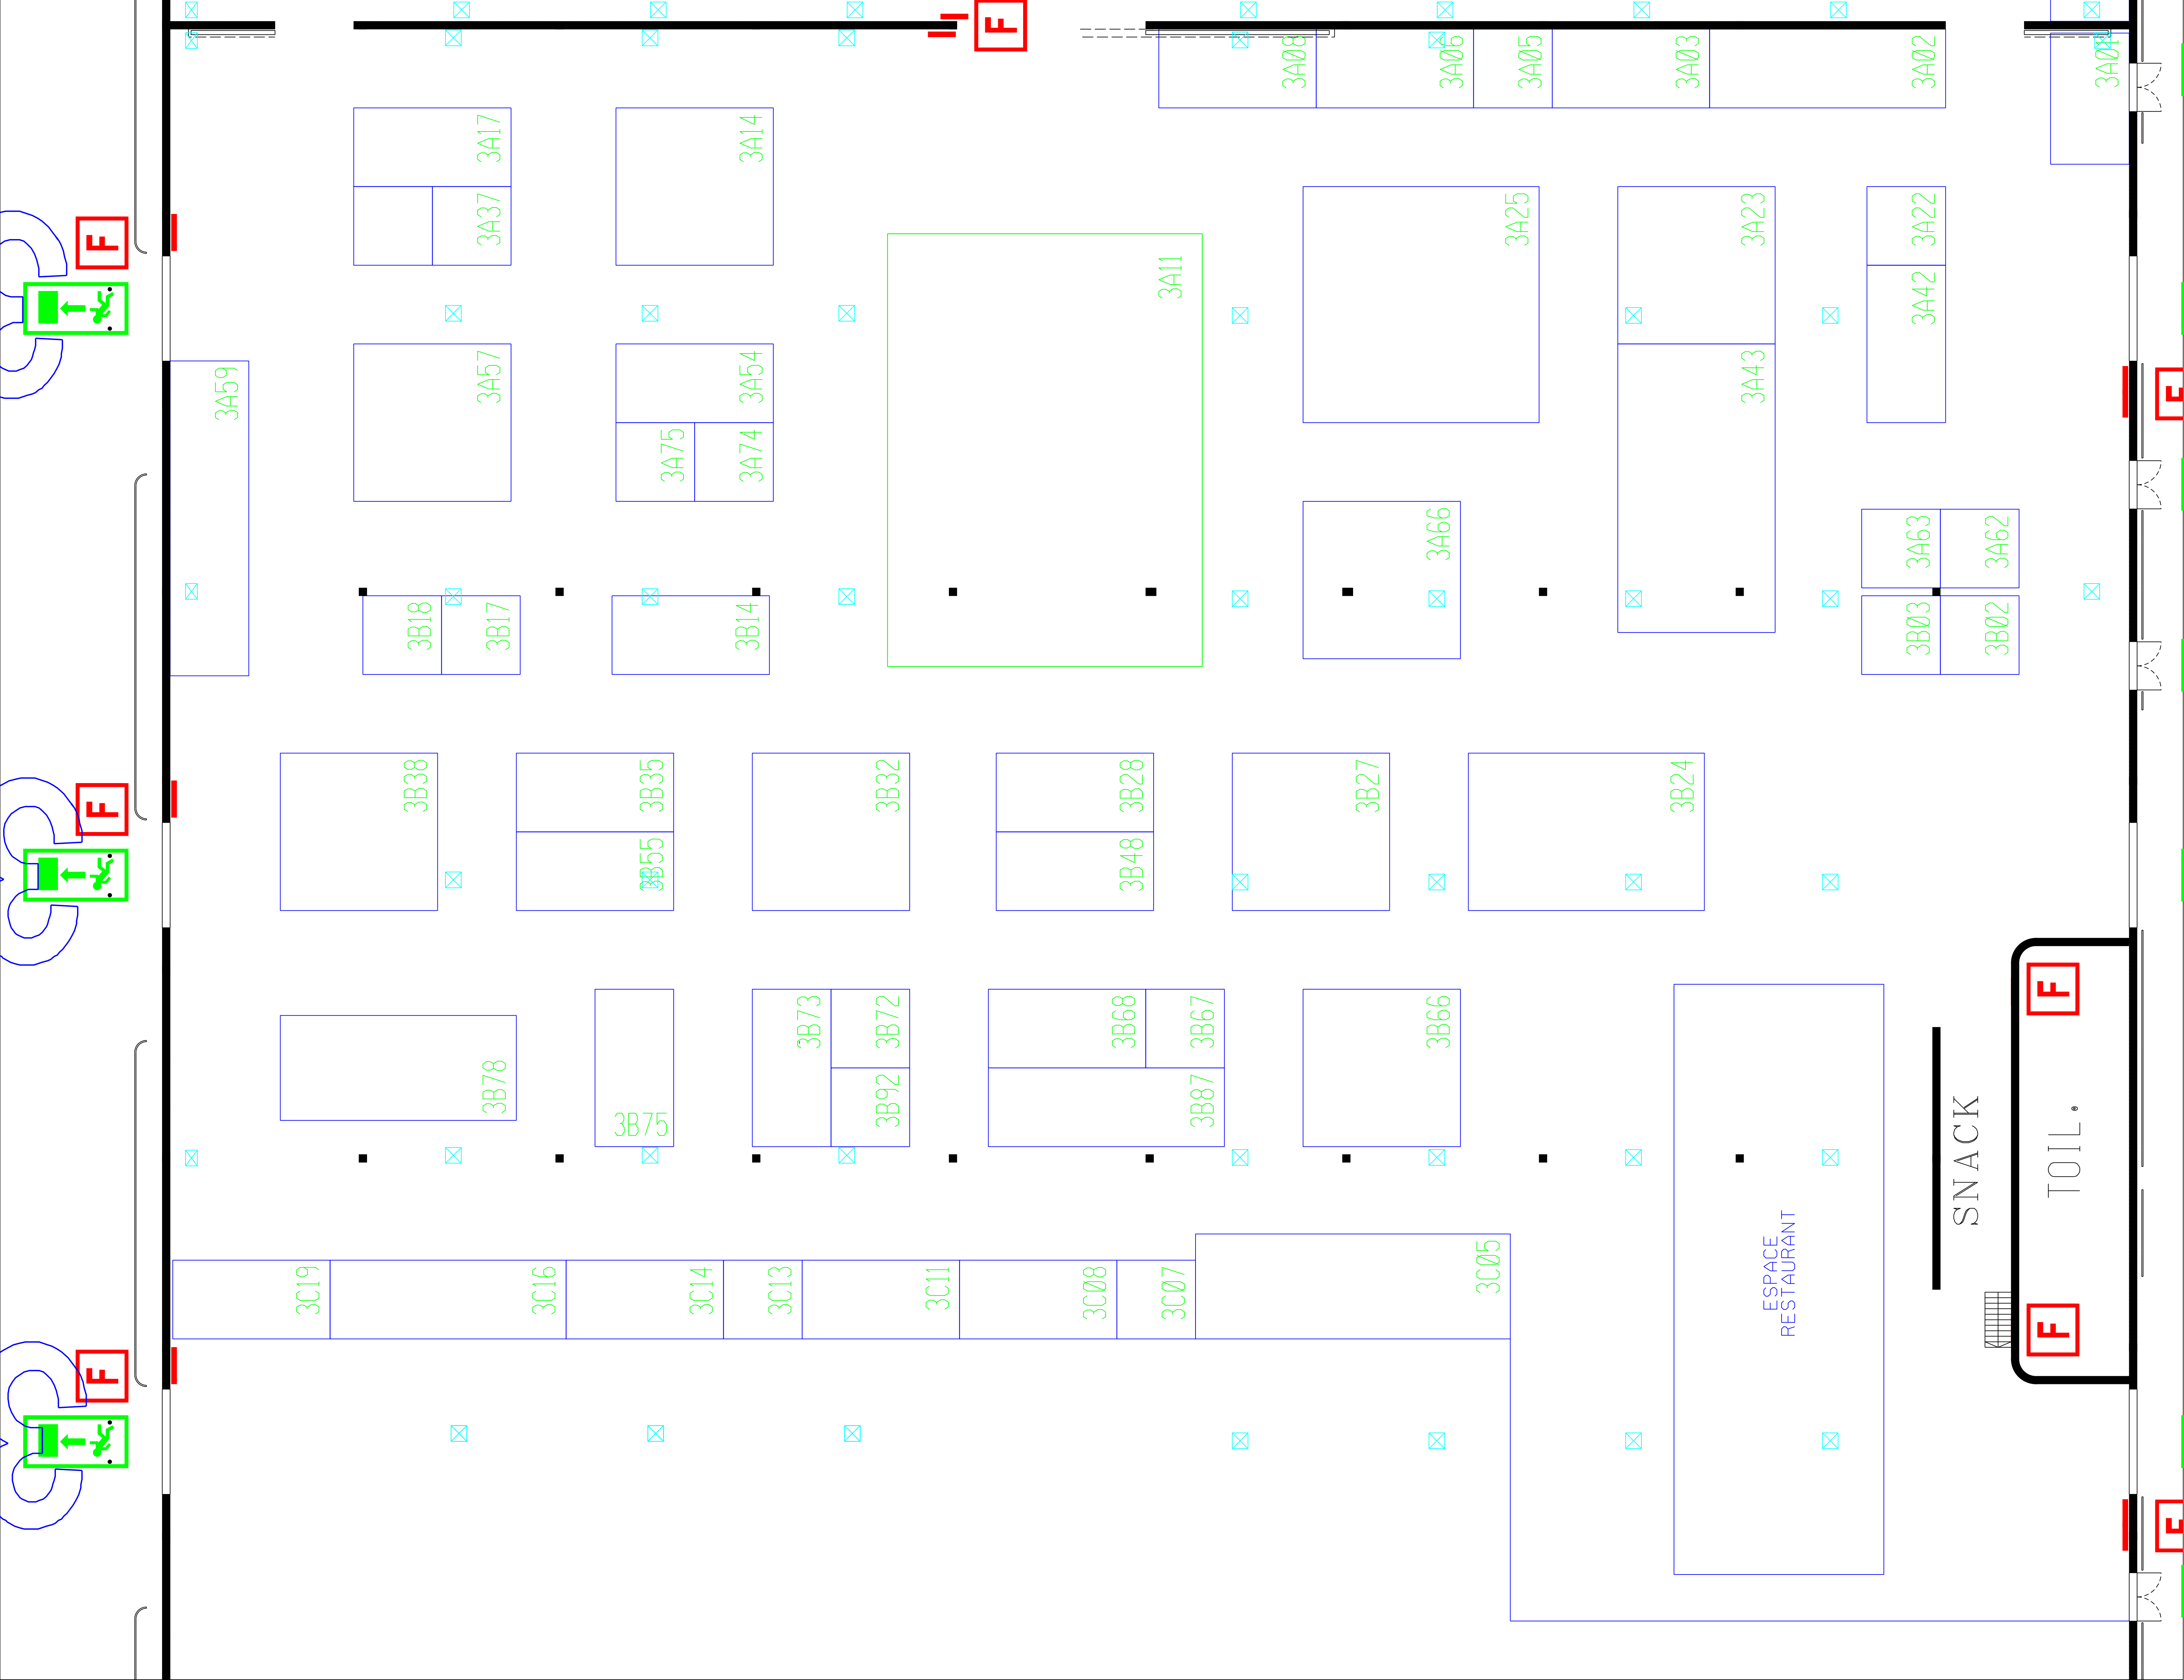 F
3A08
3A06
3A05
3A03
3A02
3A01
3A17
3A14
3A37
3A25
3A23
3A22
F
3A11
3A42
3A59
3A57
3A54
3A43
F
3A75
3A74
3A66
3A63
3A62
3B18
3B17
3B14
3B03
3B02
F
3B38
3B35
3B32
3B28
3B27
3B24
3B55
3B48
F
3B73
3B72
3B68
3B67
3B66
3B78
3B75
3B92
3B87
SNACK
TOIL.
3C19
3C16
3C14
3C13
3C11
3C08
3C07
3C05
ESPACE
RESTAURANT
F
F
F